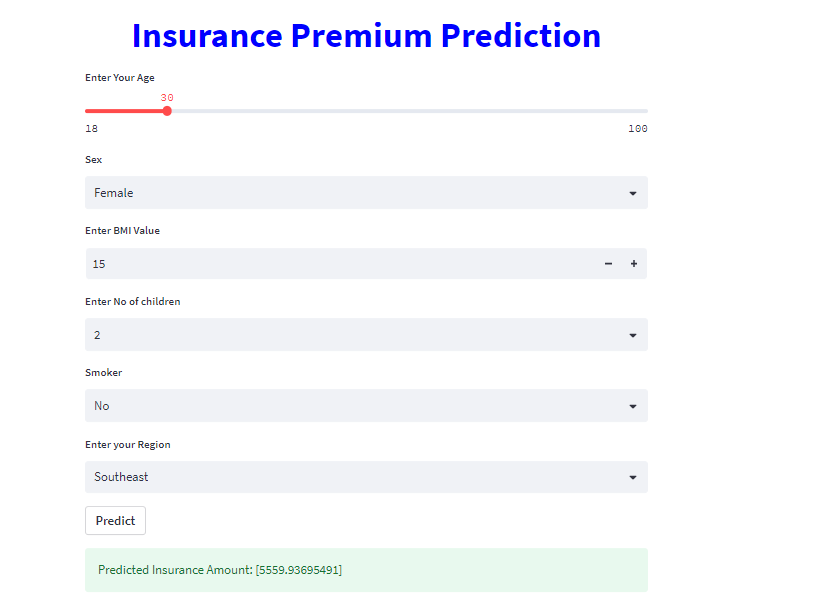 Insurance Premium Prediction
Enter Your Age
30
18 100
Sex
Female
Enter BMI Value
15 − +
Enter No of children
2
Smoker
No
Enter your Region
Southeast
Predict
Predicted Insurance Amount: [5559.93695491]